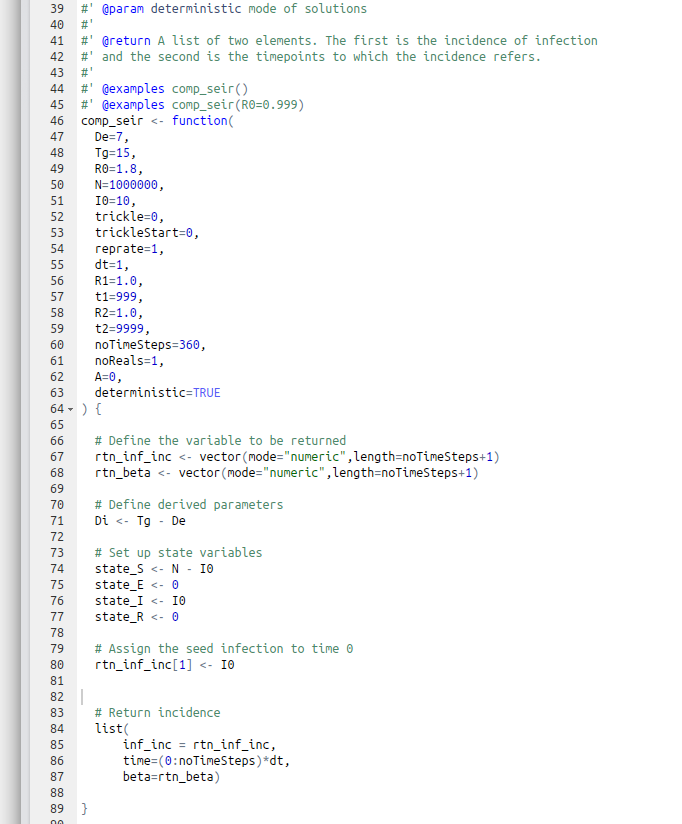 39 #' @param deterministic mode of solutions
40 #'
41 #' @return A list of two elements. The first is the incidence of infection
42 #' and the second is the timepoints to which the incidence refers.
43 #'
44 #' @examples comp_seir()
45 #' @examples comp_seir(R0=0.999)
46 comp_seir <- function(
47   De=7,
48   Tg=15,
49   R0=1.8,
50   N=1000000,
51   I0=10,
52   trickle=0,
53   trickleStart=0,
54   reprate=1,
55   dt=1,
56   R1=1.0,
57   t1=999,
58   R2=1.0,
59   t2=9999,
60   noTimeSteps=360,
61   noReals=1,
62   A=0,
63   deterministic=TRUE
64 ) {
65
66   # Define the variable to be returned
67   rtn_inf_inc <- vector(mode="numeric",length=noTimeSteps+1)
68   rtn_beta <- vector(mode="numeric",length=noTimeSteps+1)
69
70   # Define derived parameters
71   Di <- Tg - De
72
73   # Set up state variables
74   state_S <- N - I0
75   state_E <- 0
76   state_I <- I0
77   state_R <- 0
78
79   # Assign the seed infection to time 0
80   rtn_inf_inc[1] <- I0
81
82
83   # Return incidence
84   list(
85       inf_inc = rtn_inf_inc,
86       time=(0:noTimeSteps)*dt,
87       beta=rtn_beta)
88
89 }